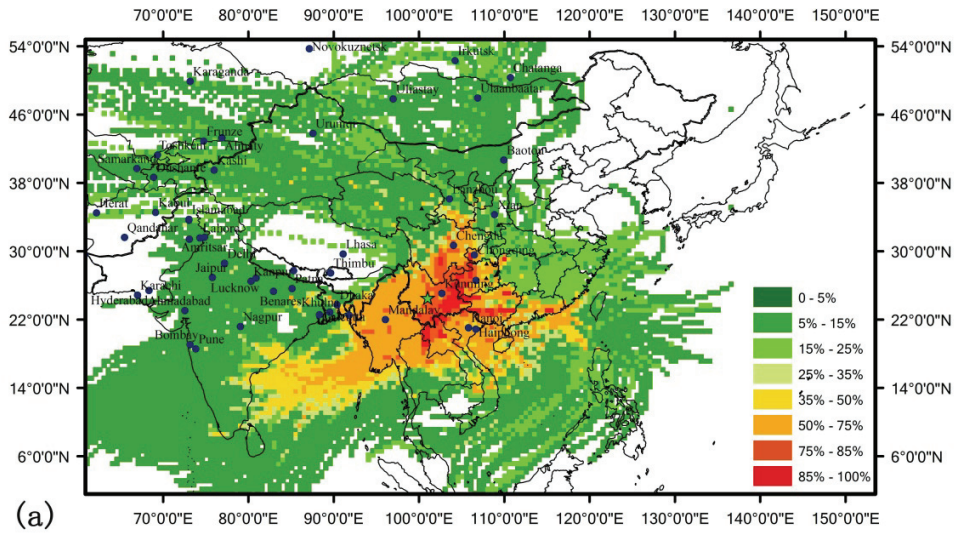 70°0'0"E 80°0'0"E 90°0'0"E 100°0'0"E 110°0'0"E 120°0'0"E 130°0'0"E 140°0'0"E 150°0'0"E
54°0'0"N
46°0'0"N
38°0'0"N
30°0'0"N
22°0'0"N
14°0'0"N
6°0'0"N
54°0'0"N
46°0'0"N
38°0'0"N
30°0'0"N
22°0'0"N
14°0'0"N
6°0'0"N
Novokuznetsk
Irkutsk
Karaganda
Uliastay
Ulaanbaatar
Frunze
Urumqi
Toshkent
Samarkand
Kashi
Baotou
Lanzhou
Xian
Herat
Kabul
Islamabad
Qandahar
Lahore
Amritsar
Delhi
Lhasa
Thimbu
Chengdu
Chongqing
Jaipur
Kanpur
Patna
Lucknow
Karachi
Hyderabad
Ahmadabad
Benares
Khulna
Dhaka
Kunming
Nagpur
Mandalay
Hanoi
Haiphong
Bombay
Pune
0 - 5%
5% - 15%
15% - 25%
25% - 35%
35% - 50%
50% - 75%
75% - 85%
85% - 100%
(a)
70°0'0"E 80°0'0"E 90°0'0"E 100°0'0"E 110°0'0"E 120°0'0"E 130°0'0"E 140°0'0"E 150°0'0"E